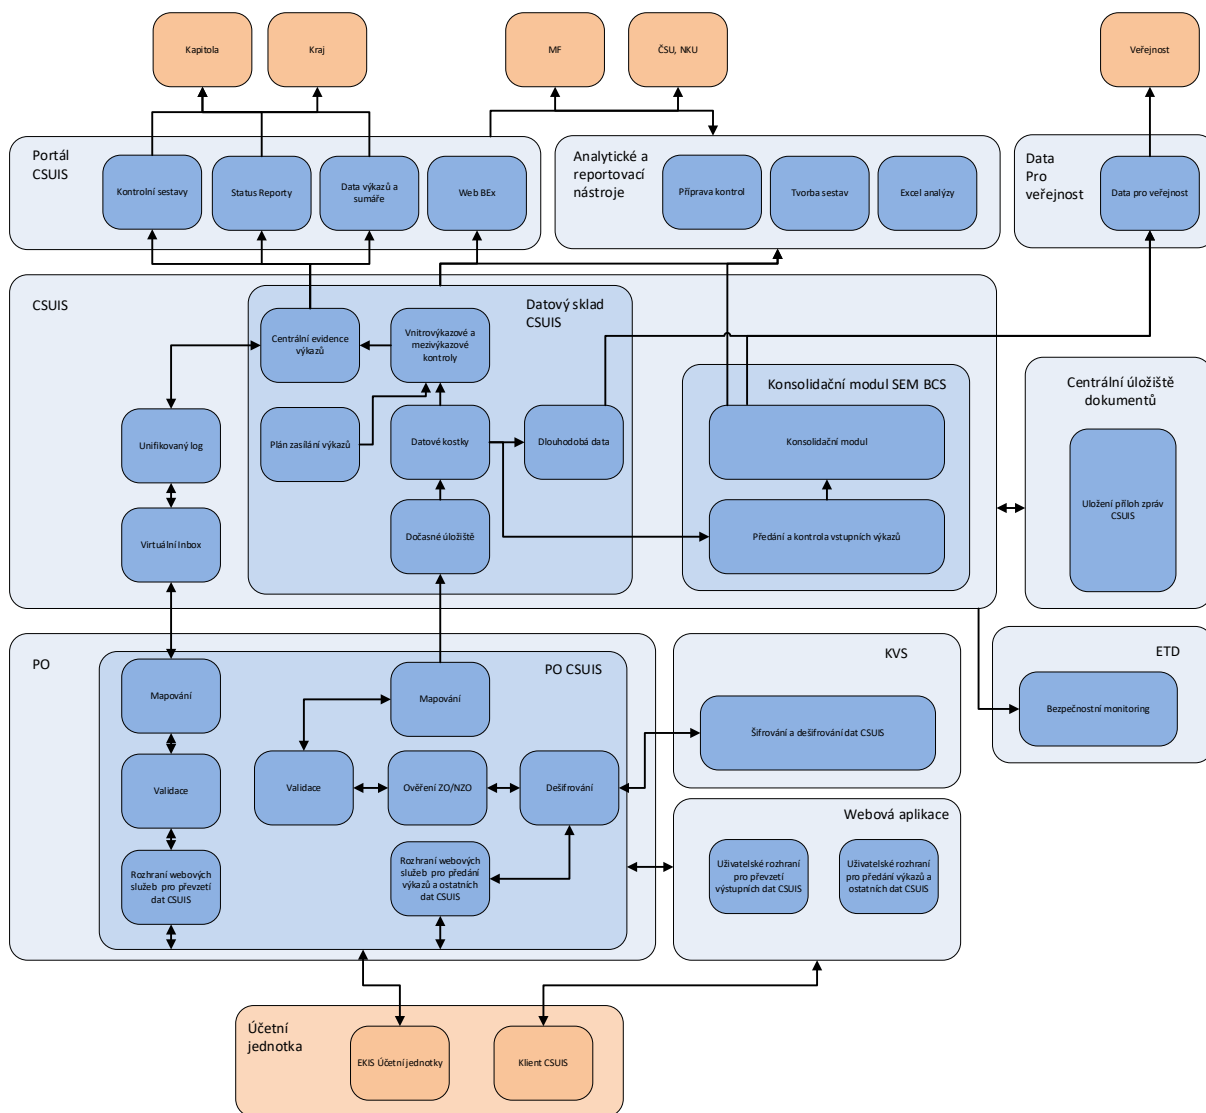 Kapitola
Kraj
MF
ČSU, NKU
Veřejnost
Portál
CSUIS
Kontrolní sestavy
Status Reporty
Data výkazů a
sumáře
Web BEx
Analytické a
reportovací
nástroje
Příprava kontrol
Tvorba sestav
Excel analýzy
Data
Pro
veřejnost
Data pro veřejnost
CSUIS
Datový sklad
CSUIS
Centrální evidence
výkazů
Vnitrovýkazové a
mezivýkazové
kontroly
Unifikovaný log
Plán zasílání výkazů
Datové kostky
Dlouhodobá data
Virtuální Inbox
Dočasné úložiště
Konsolidační modul SEM BCS
Konsolidační modul
Předání a kontrola vstupních výkazů
Centrální úložiště
dokumentů
Uložení příloh zpráv
CSUIS
PO
PO CSUIS
Mapování
Mapování
Validace
Validace
Ověření ZO/NZO
Dešifrování
Rozhraní webových
služeb pro převzetí
dat CSUIS
Rozhraní webových
služeb pro předání
výkazů a ostatních
dat CSUIS
KVS
Šifrování a dešifrování dat CSUIS
ETD
Bezpečnostní monitoring
Webová aplikace
Uživatelské rozhraní
pro převzetí
výstupních dat CSUIS
Uživatelské rozhraní
pro předání výkazů a
ostatních dat CSUIS
Účetní
jednotka
EKIS Účetní jednotky
Klient CSUIS